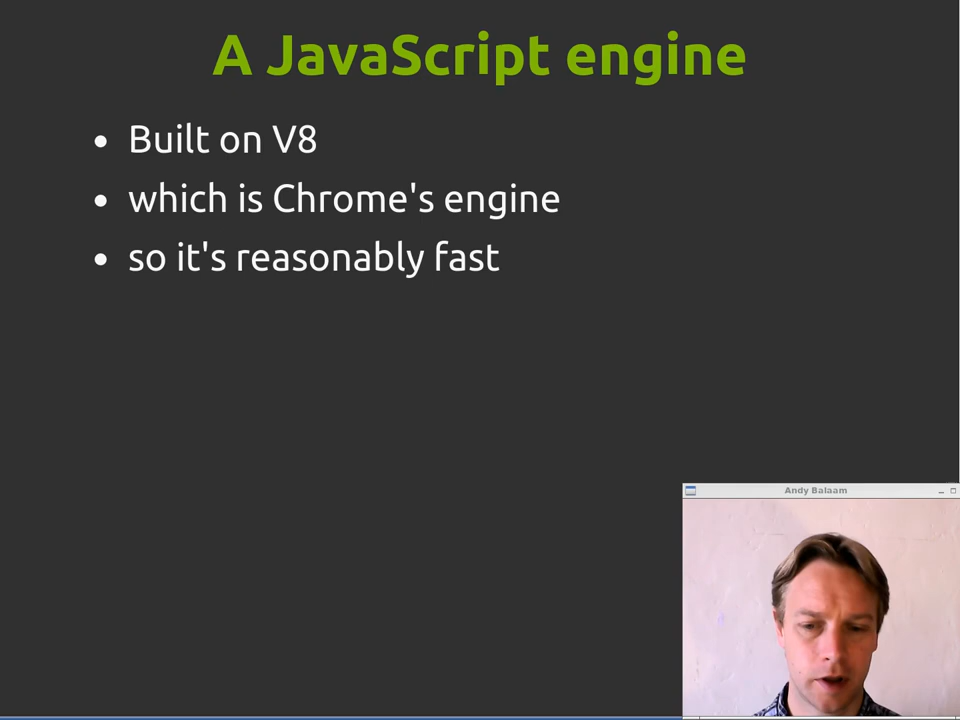 A JavaScript engine
• Built on V8
• which is Chrome's engine
• so it's reasonably fast
Andy Balaam